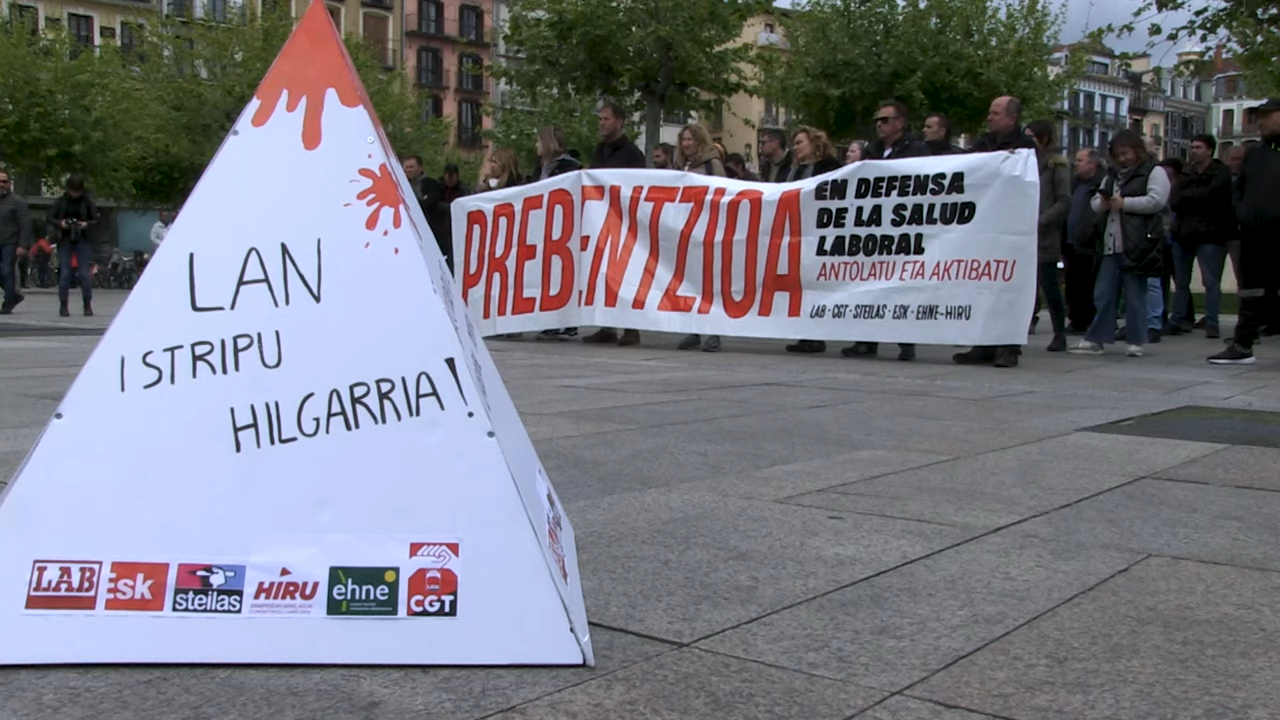 LAN
ISTRIPU
HILGARRIA!
LAB
Esk
steilas
HIRU
ehne
CGT
PREBENTZIOA
EN DEFENSA
DE LA SALUD
LABORAL
ANTOLATU ETA AKTIBATU
LAB · CGT · STEILAS · ESK · EHNE-HIRU